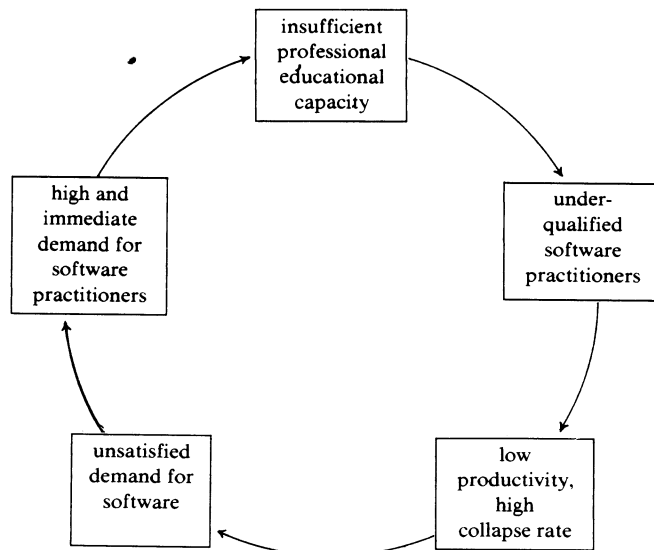 insufficient
professional
educational
capacity
under-
qualified
software
practitioners
low
productivity,
high
collapse rate
unsatisfied
demand for
software
high and
immediate
demand for
software
practitioners